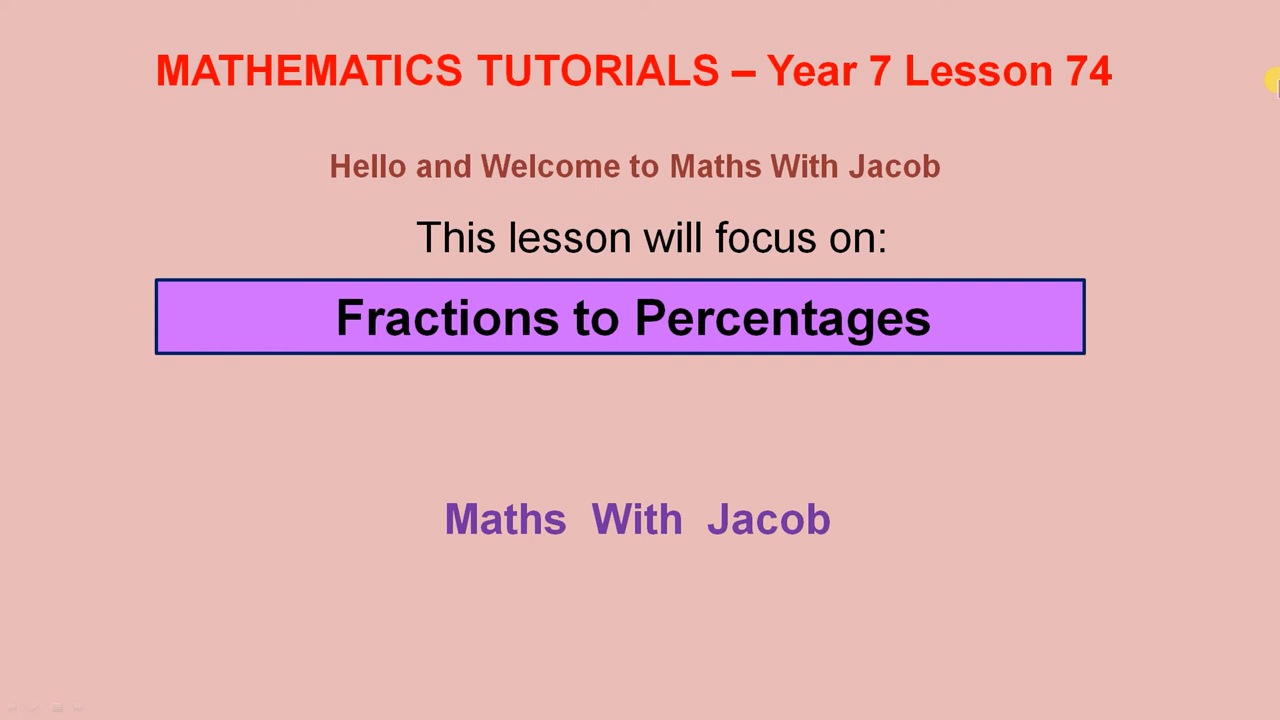 MATHEMATICS TUTORIALS – Year 7 Lesson 74
Hello and Welcome to Maths With Jacob
This lesson will focus on:
Fractions to Percentages
Maths With Jacob